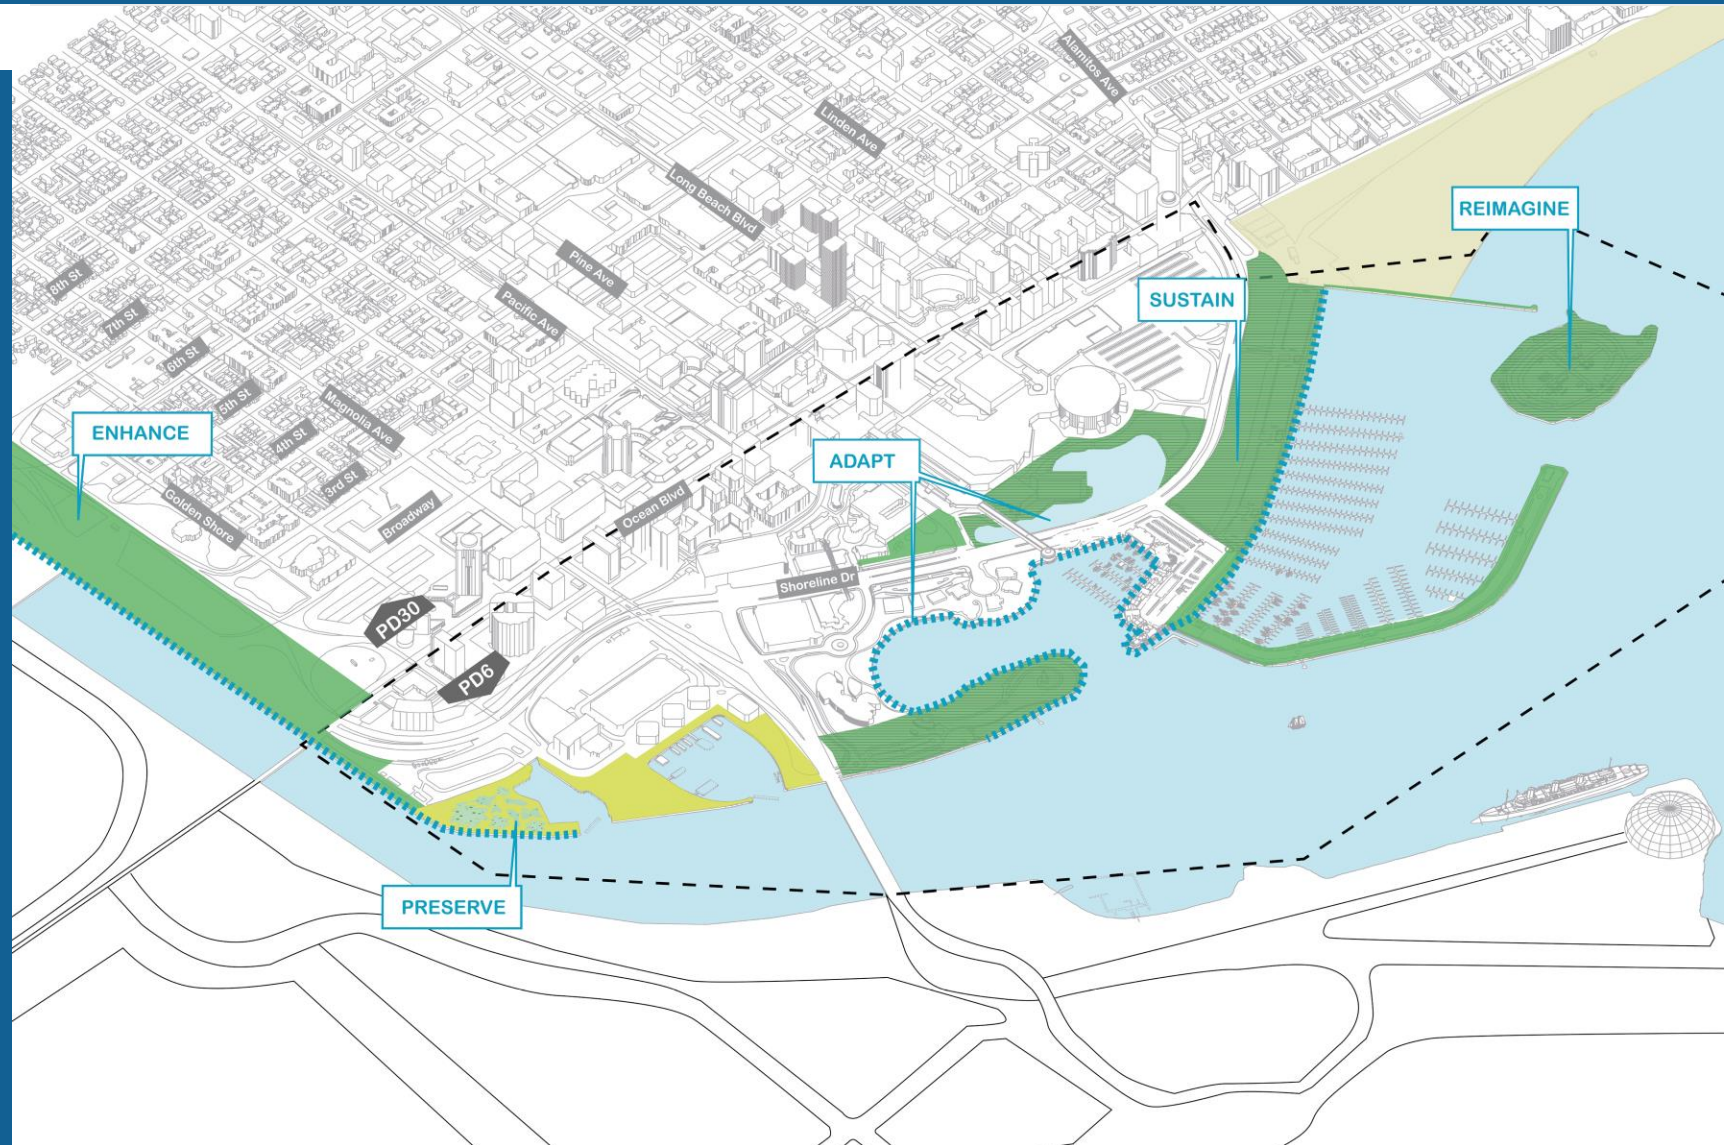 Alamitos Ave
Linden Ave
Long Beach Blvd
REIMAGINE
Pine Ave
8th St
SUSTAIN
Pacific Ave
7th St
6th St
5th St
Magnolia Ave
ENHANCE
4th St
ADAPT
3rd St
Golden Shore
Broadway
Ocean Blvd
Shoreline Dr
PD30
PD6
PRESERVE